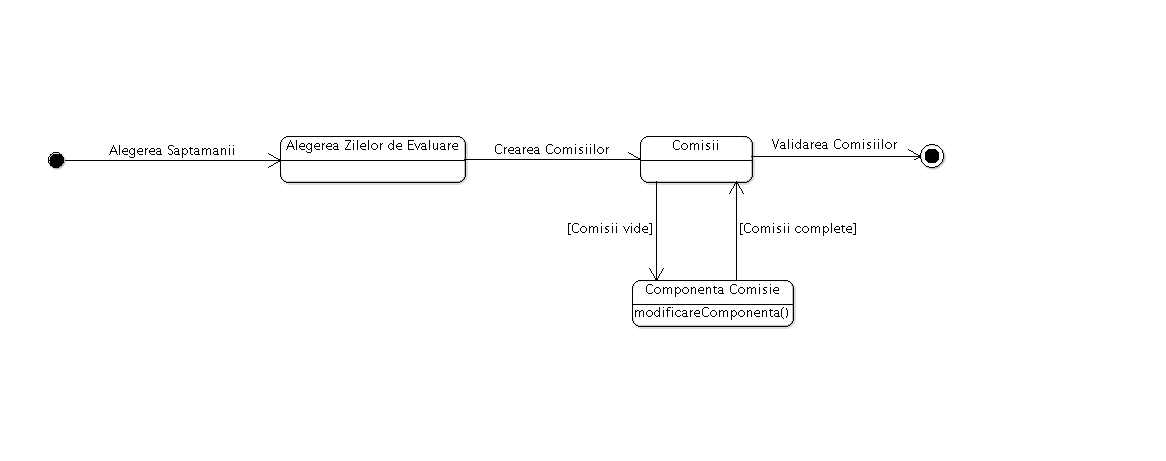 Alegerea Saptamanii
Alegerea Zilelor de Evaluare
Crearea Comisiilor
Comisii
Validarea Comisiilor
[Comisii vide]
[Comisii complete]
Componenta Comisie
modificareComponenta()